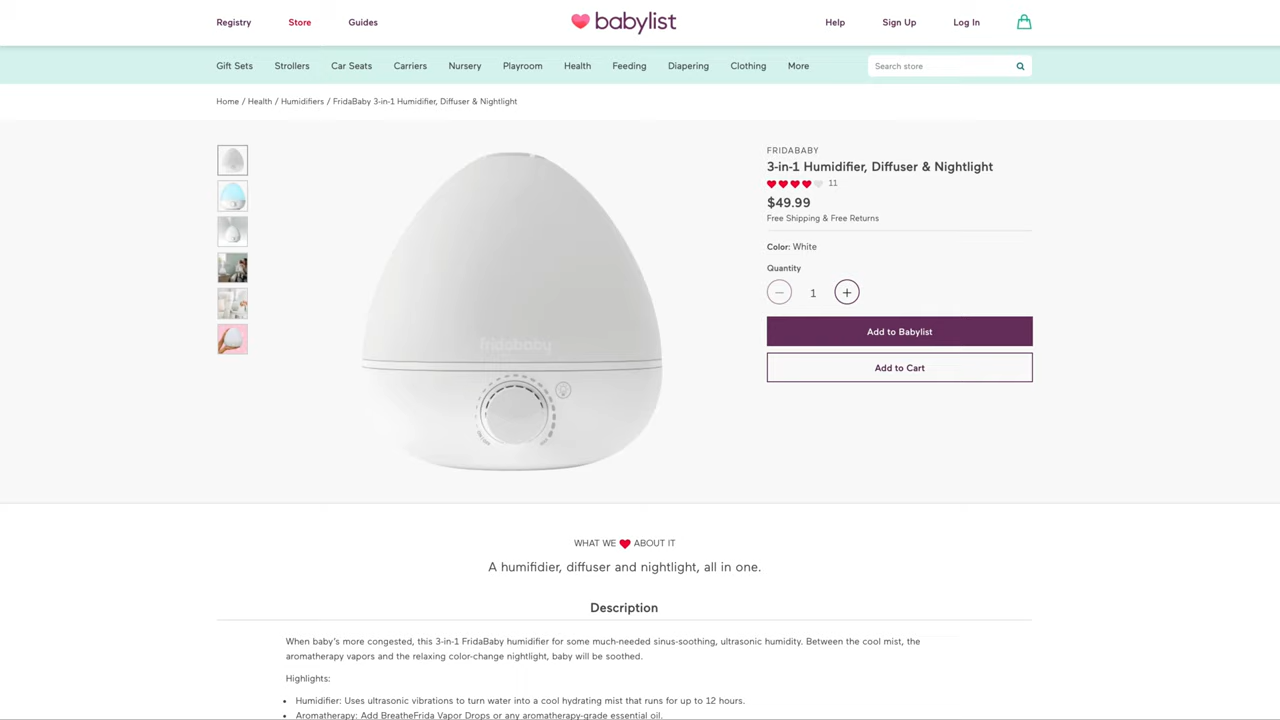 Registry
Store
Guides
babylist
Help
Sign Up
Log In
Gift Sets
Strollers
Car Seats
Carriers
Nursery
Playroom
Health
Feeding
Diapering
Clothing
More
Search store
Home / Health / Humidifiers / FridaBaby 3-in-1 Humidifier, Diffuser & Nightlight
FRIDABABY
3-in-1 Humidifier, Diffuser & Nightlight
11
$49.99
Free Shipping & Free Returns
Color: White
Quantity
1
Add to Babylist
Add to Cart
fridababy
WHAT WE ABOUT IT
A humifidier, diffuser and nightlight, all in one.
Description
When baby's more congested, this 3-in-1 FridaBaby humidifier for some much-needed sinus-soothing, ultrasonic humidity. Between the cool mist, the
aromatherapy vapors and the relaxing color-change nightlight, baby will be soothed.
Highlights:
• Humidifier: Uses ultrasonic vibrations to turn water into a cool hydrating mist that runs for up to 12 hours.
• Aromatherapy: Add BreatheFrida Vapor Drops or any aromatherapy-grade essential oil.